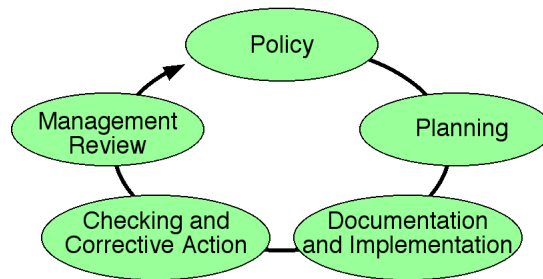 Policy
Planning
Documentation
and Implementation
Checking and
Corrective Action
Management
Review